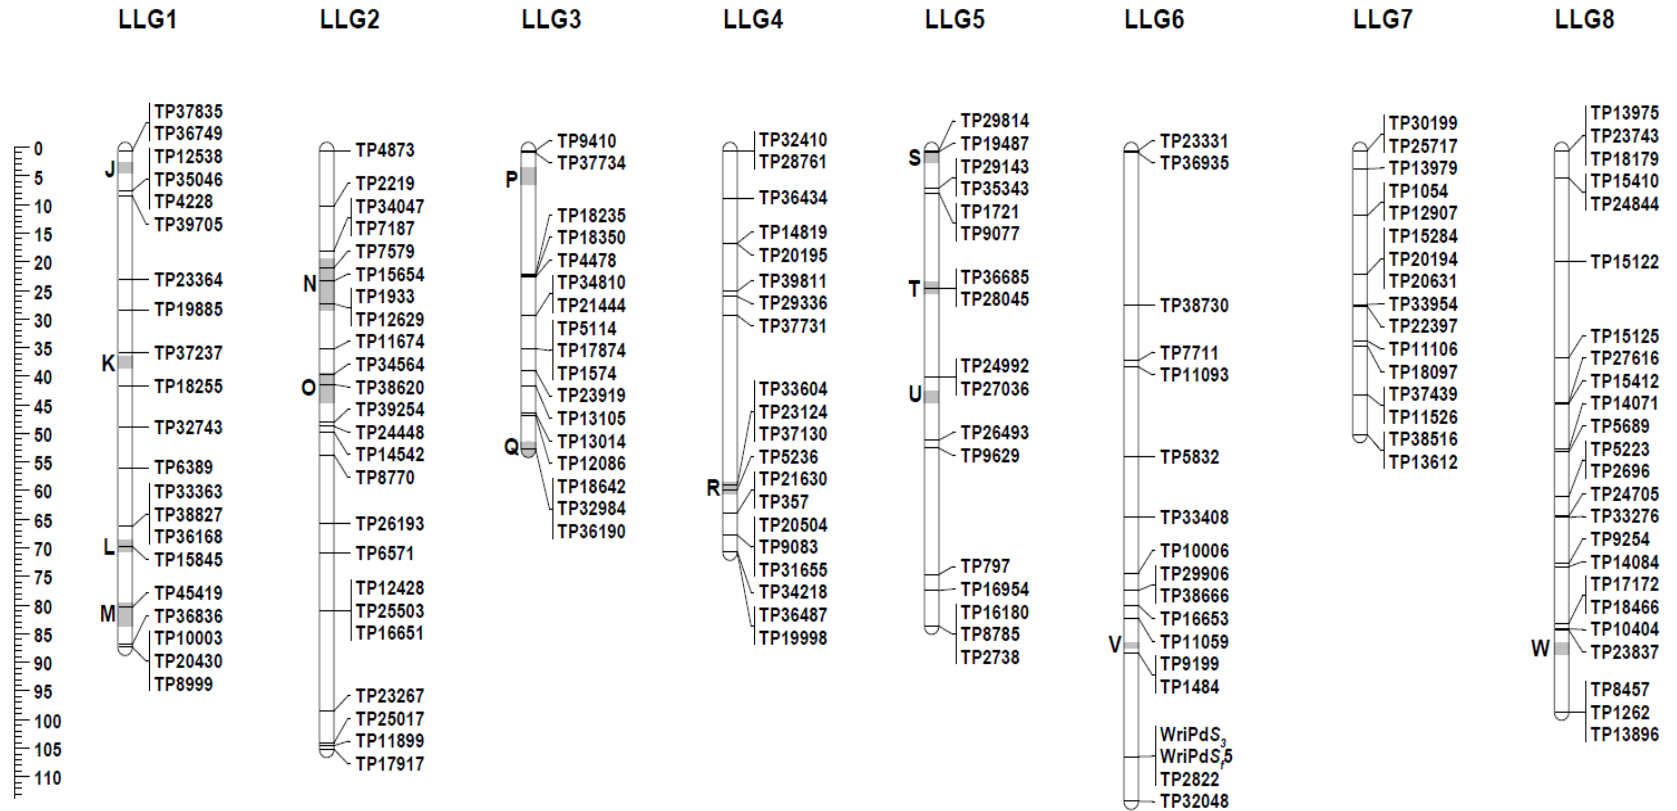 LLG1 LLG2 LLG3 LLG4 LLG5 LLG6 LLG7 LLG8
0
5
10
15
20
25
30
35
40
45
50
55
60
65
70
75
80
85
90
95
100
105
110
J
K
L
M
TP37835
TP36749
TP12538
TP35046
TP4228
TP39705
TP23364
TP19885
TP37237
TP18255
TP32743
TP6389
TP33363
TP38827
TP36168
TP15845
TP45419
TP36836
TP10003
TP20430
TP8999
N
O
TP4873
TP2219
TP34047
TP7187
TP7579
TP15654
TP1933
TP12629
TP11674
TP34564
TP38620
TP39254
TP24448
TP14542
TP8770
TP26193
TP6571
TP12428
TP25503
TP16651
TP23267
TP25017
TP11899
TP17917
P
Q
TP9410
TP37734
TP18235
TP18350
TP4478
TP34810
TP21444
TP5114
TP17874
TP1574
TP23919
TP13105
TP13014
TP12086
TP18642
TP32984
TP36190
R
TP32410
TP28761
TP36434
TP14819
TP20195
TP39811
TP29336
TP37731
TP33604
TP23124
TP37130
TP5236
TP21630
TP357
TP20504
TP9083
TP31655
TP34218
TP36487
TP19998
S
T
U
TP29814
TP19487
TP29143
TP35343
TP1721
TP9077
TP36685
TP28045
TP24992
TP27036
TP26493
TP9629
TP797
TP16954
TP16180
TP8785
TP2738
V
TP23331
TP36935
TP38730
TP7711
TP11093
TP5832
TP33408
TP10006
TP29906
TP38666
TP16653
TP11059
TP9199
TP1484
WriPdS3
WriPdSf5
TP2822
TP32048
TP30199
TP25717
TP13979
TP1054
TP12907
TP15284
TP20194
TP20631
TP33954
TP22397
TP11106
TP18097
TP37439
TP11526
TP38516
TP13612
W
TP13975
TP23743
TP18179
TP15410
TP24844
TP15122
TP15125
TP27616
TP15412
TP14071
TP5689
TP5223
TP2696
TP24705
TP33276
TP9254
TP14084
TP17172
TP18466
TP10404
TP23837
TP8457
TP1262
TP13896